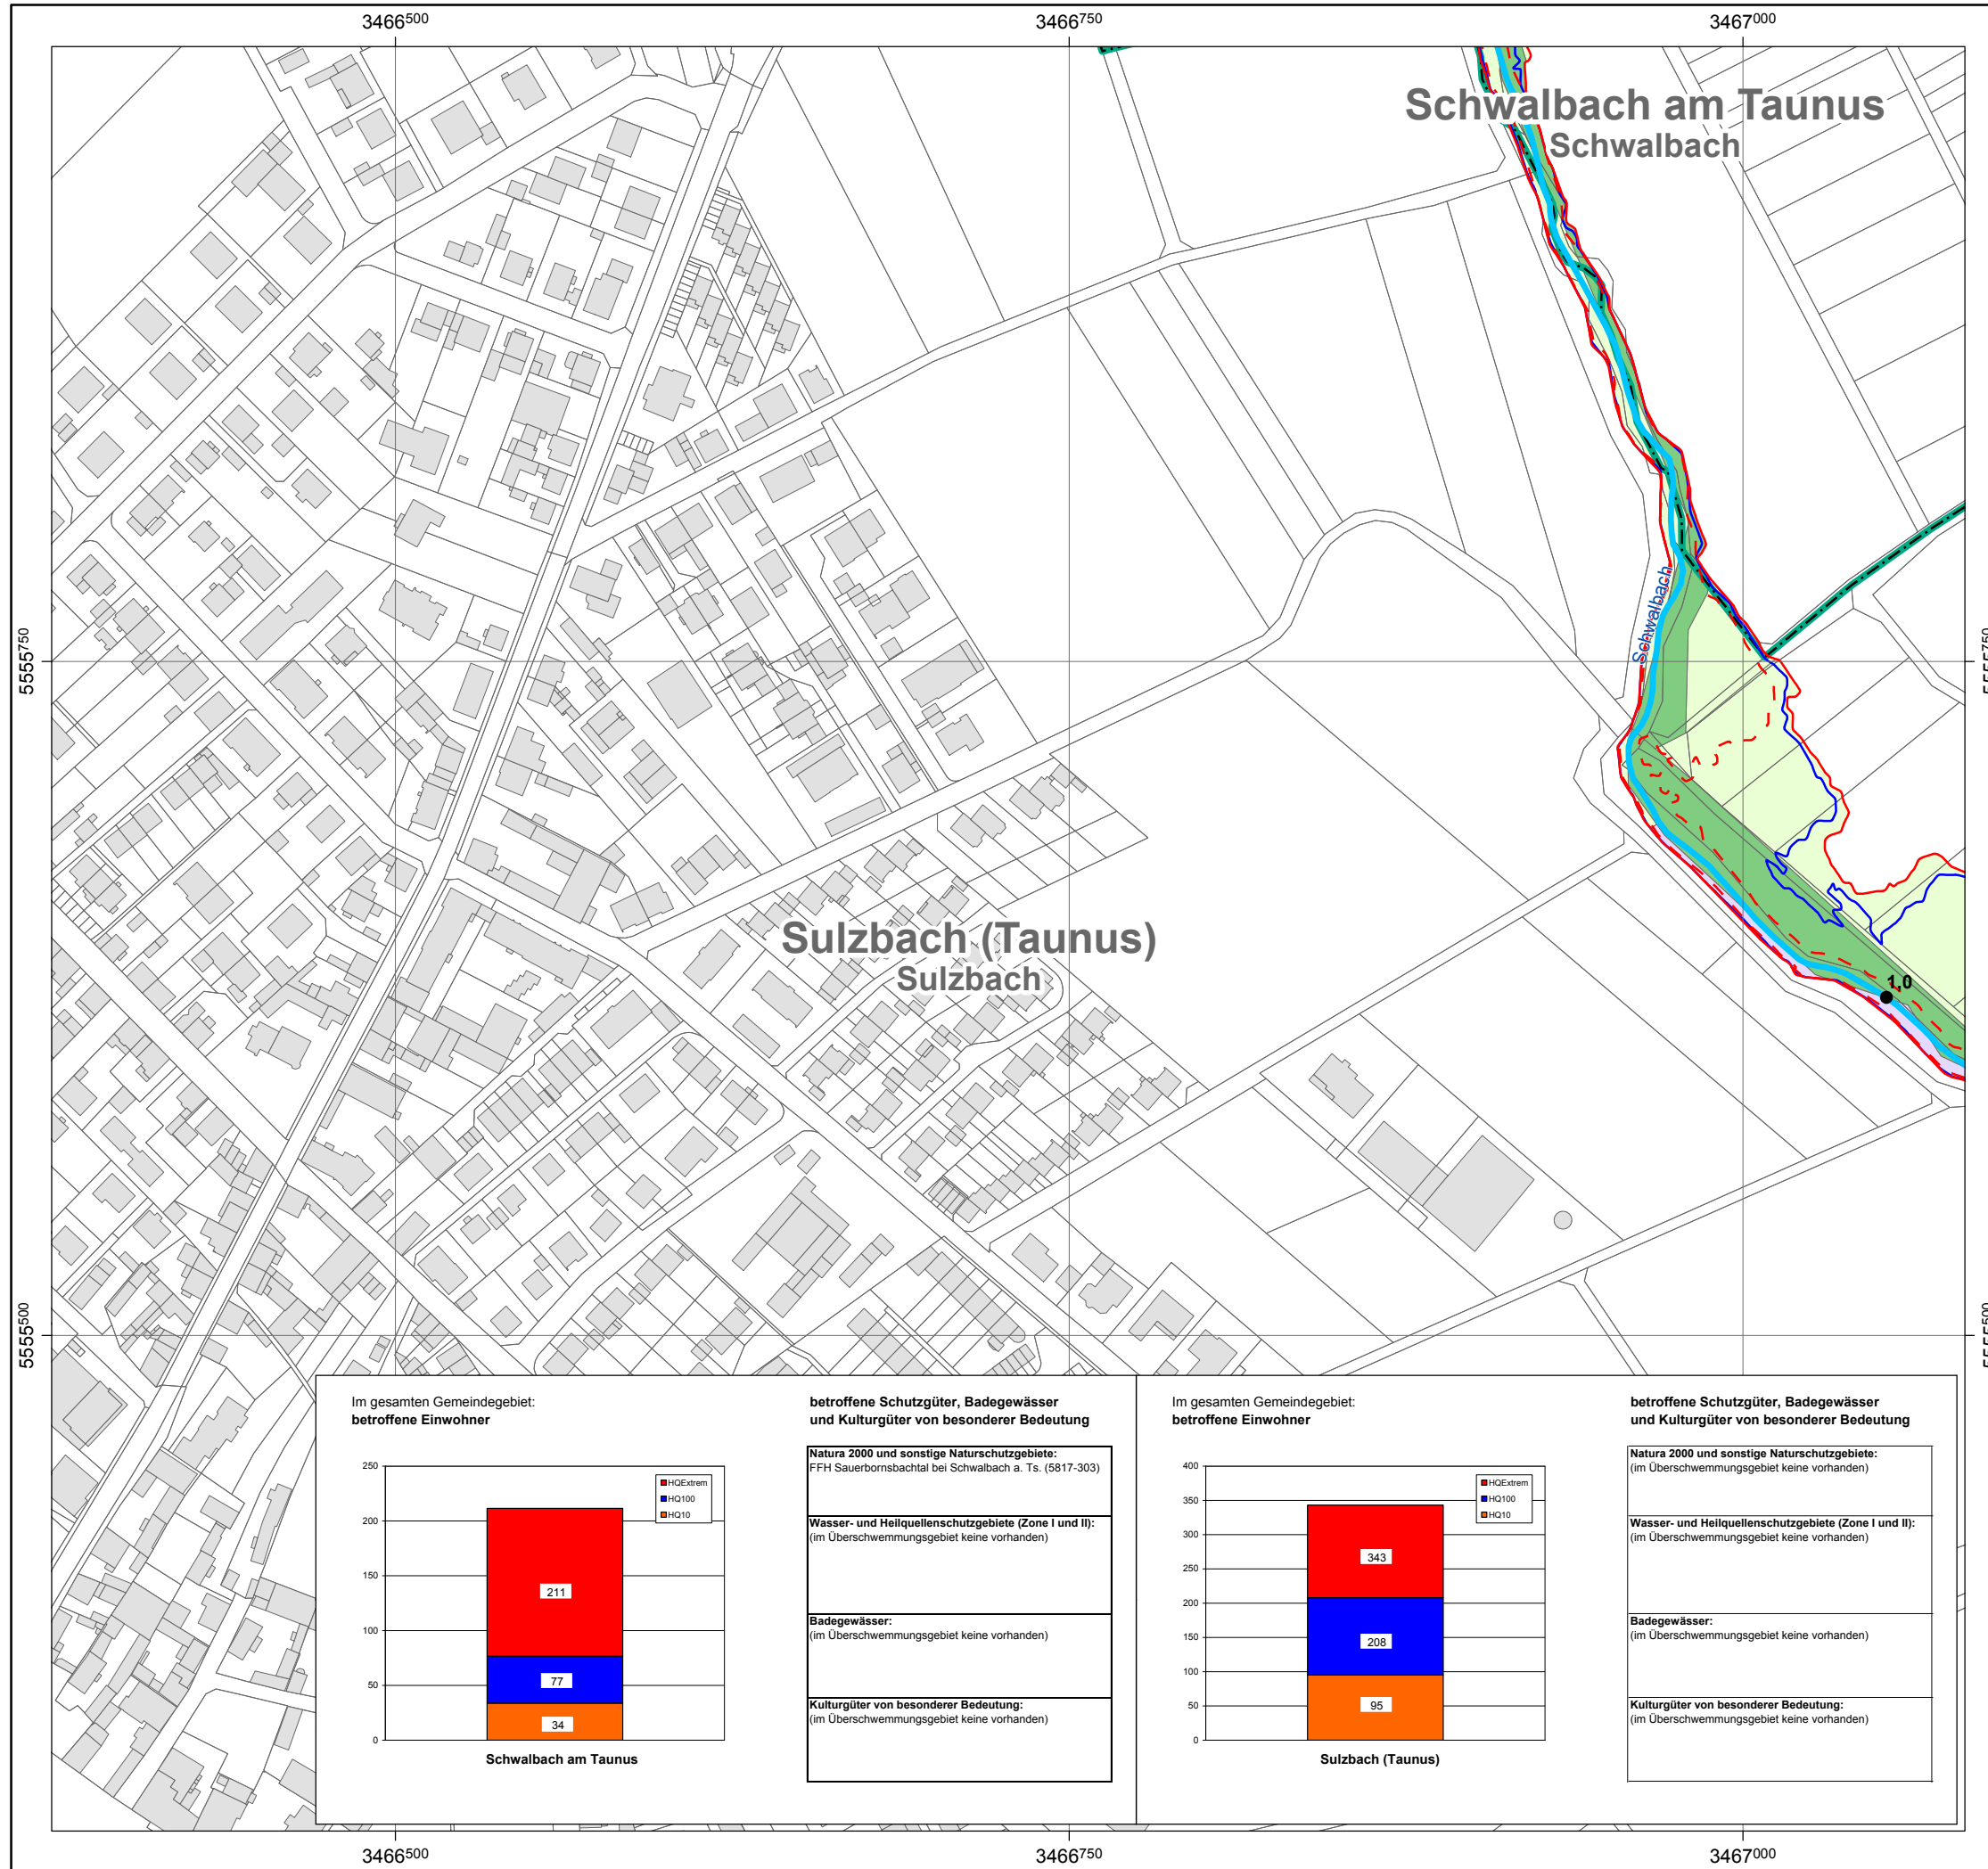 3466500
3466750
3467000
Schwalbach am Taunus
Schwalbach
Schwalbach
5555750
5555750
Sulzbach (Taunus)
Sulzbach
1,0
5555500
5555500
Im gesamten Gemeindegebiet:
betroffene Einwohner
250
200
150
100
50
0
HQExtrem
HQ100
HQ10
211
77
34
Schwalbach am Taunus
betroffene Schutzgüter, Badegewässer
und Kulturgüter von besonderer Bedeutung
Natura 2000 und sonstige Naturschutzgebiete:
FFH Sauerbornsbachtal bei Schwalbach a. Ts. (5817-303)
Wasser- und Heilquellenschutzgebiete (Zone I und II):
(im Überschwemmungsgebiet keine vorhanden)
Badegewässer:
(im Überschwemmungsgebiet keine vorhanden)
Kulturgüter von besonderer Bedeutung:
(im Überschwemmungsgebiet keine vorhanden)
Im gesamten Gemeindegebiet:
betroffene Einwohner
400
350
300
250
200
150
100
50
0
HQExtrem
HQ100
HQ10
343
208
95
Sulzbach (Taunus)
betroffene Schutzgüter, Badegewässer
und Kulturgüter von besonderer Bedeutung
Natura 2000 und sonstige Naturschutzgebiete:
(im Überschwemmungsgebiet keine vorhanden)
Wasser- und Heilquellenschutzgebiete (Zone I und II):
(im Überschwemmungsgebiet keine vorhanden)
Badegewässer:
(im Überschwemmungsgebiet keine vorhanden)
Kulturgüter von besonderer Bedeutung:
(im Überschwemmungsgebiet keine vorhanden)
3466500
3466750
3467000